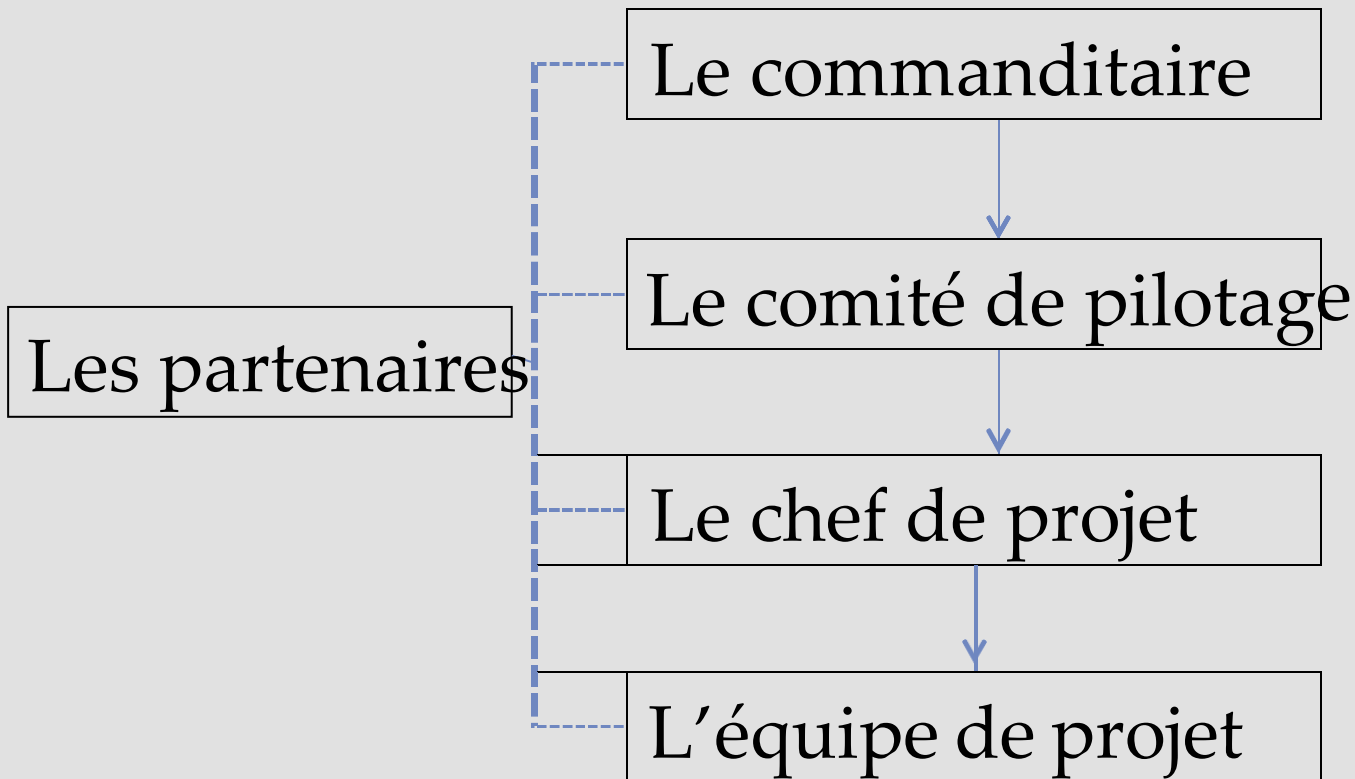 Le commanditaire
Le comité de pilotage
Les partenaires
Le chef de projet
L’équipe de projet